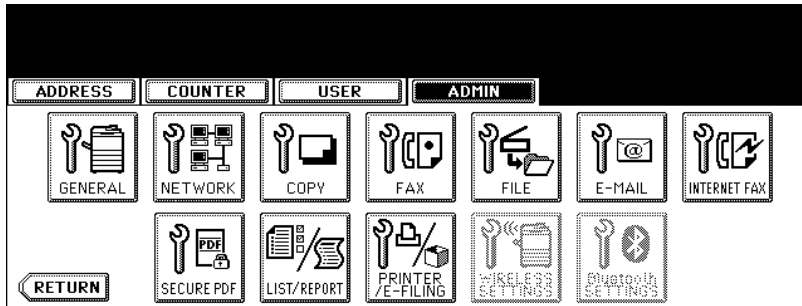 ADDRESS COUNTER USER ADMIN
GENERAL NETWORK COPY FAX FILE E-MAIL INTERNET FAX
@
PDF
SECURE PDF LIST/REPORT PRINTER
/E-FILING WIRELESS
SETTINGS Bluetooth
SETTINGS
RETURN